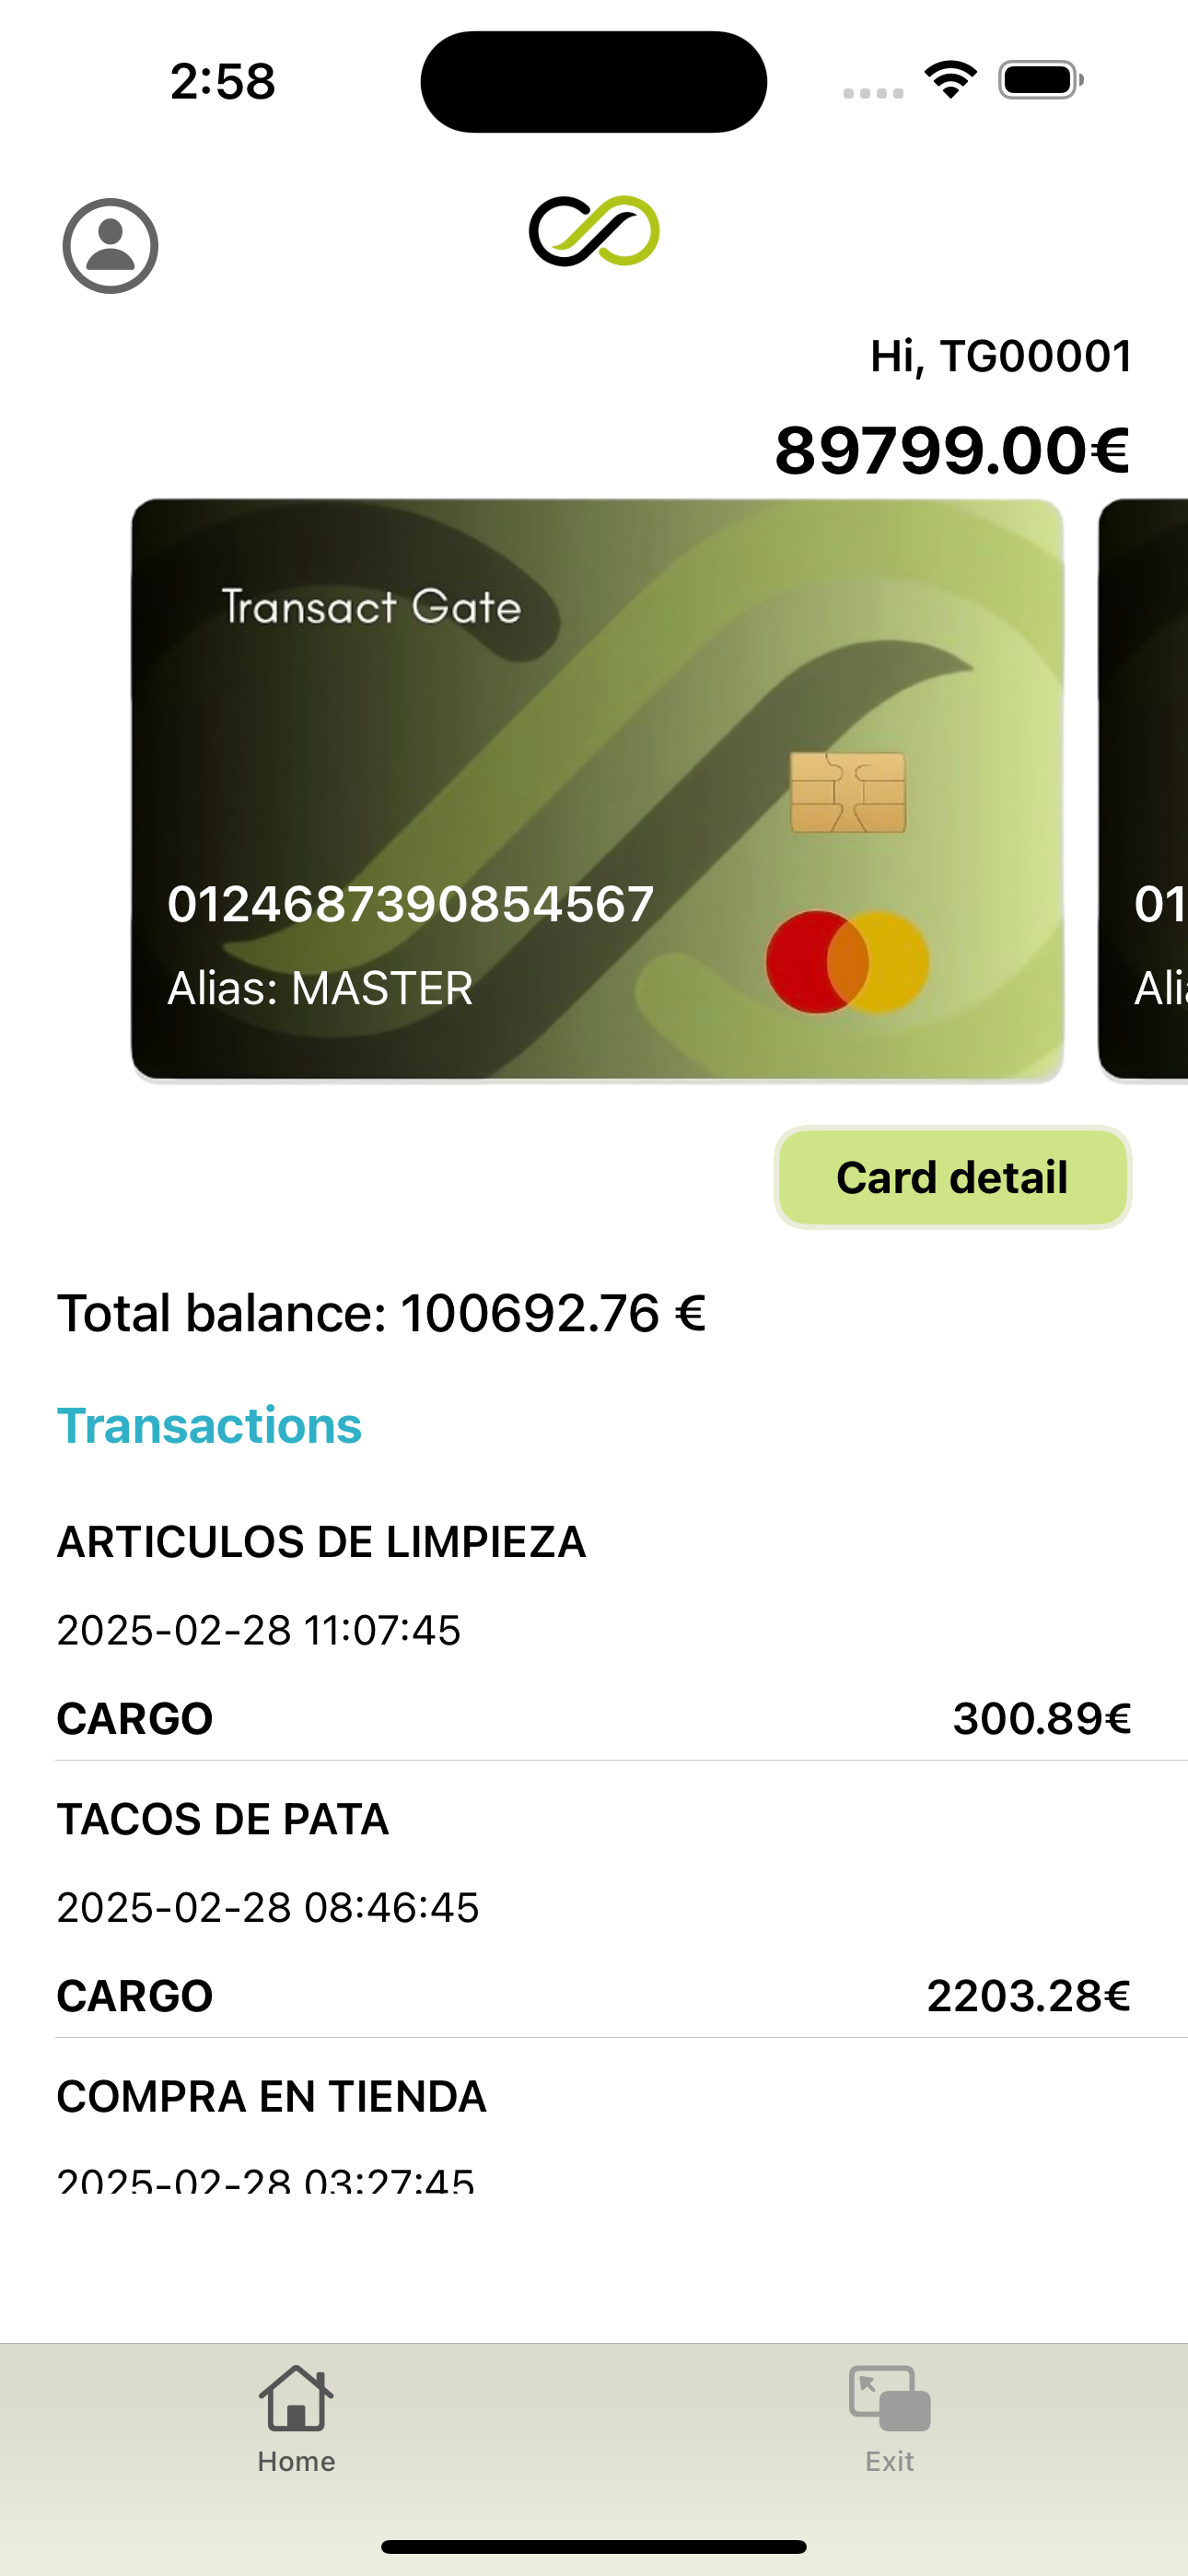 2:58
Hi, TG00001
89799.00€
Transact Gate
0124687390854567
01
Alias: MASTER
Ali
Card detail
Total balance: 100692.76 €
Transactions
ARTICULOS DE LIMPIEZA
2025-02-28 11:07:45
CARGO 300.89€
TACOS DE PATA
2025-02-28 08:46:45
CARGO 2203.28€
COMPRA EN TIENDA
2025-02-28 03:27:45
Home
Exit